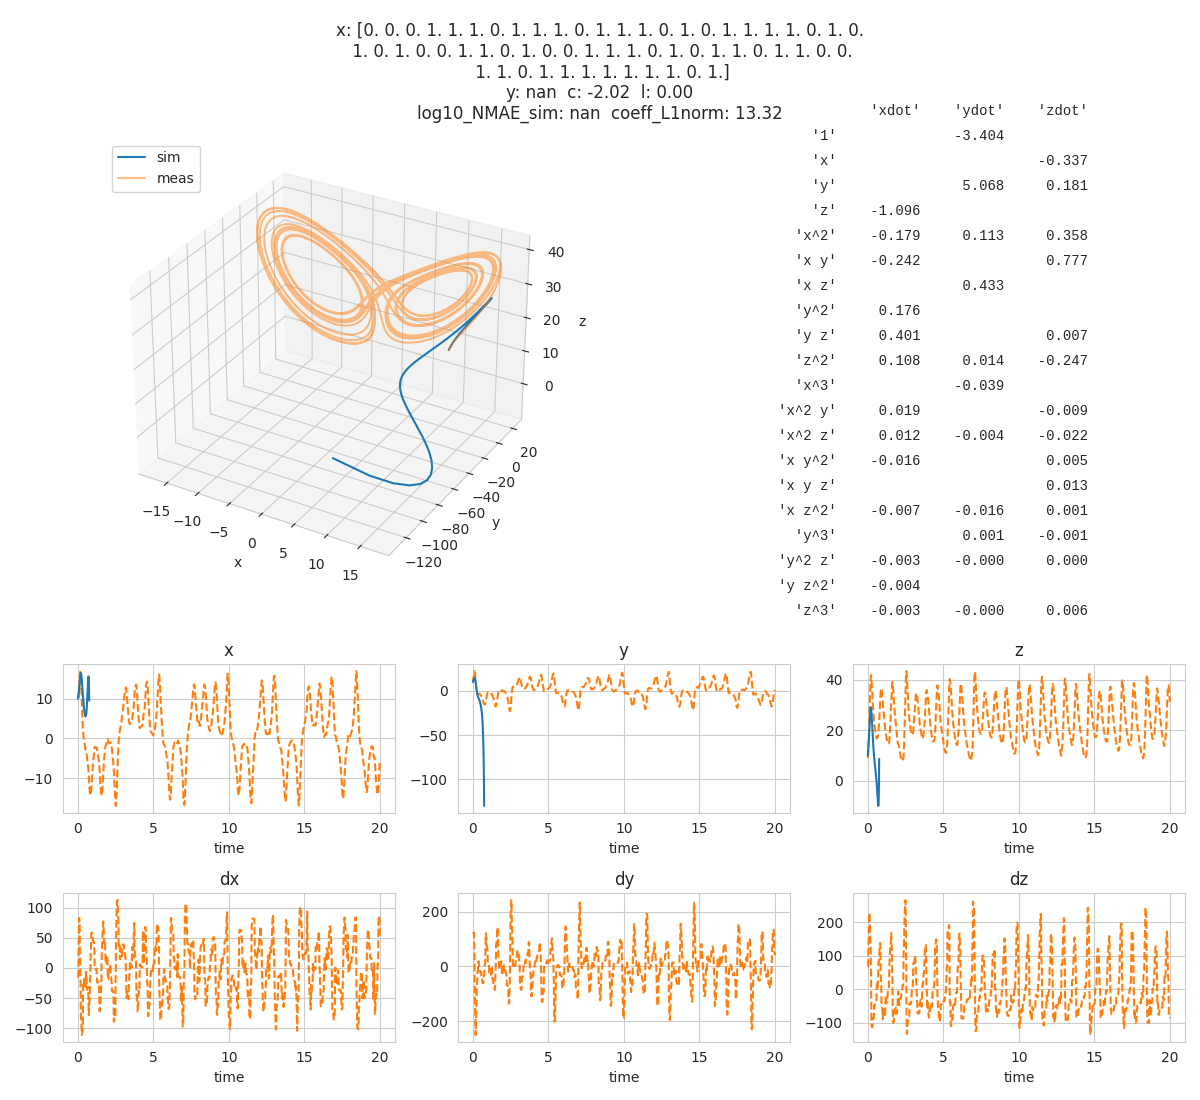 x: [0. 0. 0. 1. 1. 1. 0. 1. 1. 1. 0. 1. 1. 1. 0. 1. 0. 1. 1. 1. 1. 0. 1. 0.
1. 0. 1. 0. 0. 1. 1. 0. 1. 0. 0. 1. 1. 1. 0. 1. 0. 1. 1. 0. 1. 1. 0. 0.
1. 1. 0. 1. 1. 1. 1. 1. 1. 1. 0. 1.]
y: nan  c: -2.02  l: 0.00
log10_NMAE_sim: nan  coeff_L1norm: 13.32
sim
meas
'xdot' 'ydot' 'zdot'
'1' -3.404
'x' -0.337
'y' 5.068 0.181
'z' -1.096
'x^2' -0.179 0.113 0.358
'x y' -0.242 0.777
'x z' 0.433
'y^2' 0.176
'y z' 0.401 0.007
'z^2' 0.108 0.014 -0.247
'x^3' -0.039
'x^2 y' 0.019 -0.009
'x^2 z' 0.012 -0.004 -0.022
'x y^2' -0.016 0.005
'x y z' 0.013
'x z^2' -0.007 -0.016 0.001
'y^3' 0.001 -0.001
'y^2 z' -0.003 -0.000 0.000
'y z^2' -0.004
'z^3' -0.003 -0.000 0.006
40
30
20
10
0
z
20
0
−20
−40
−60
−80
−100
−120
y
−15
−10
−5
0
5
10
15
x
x
10
0
−10
0 5 10 15 20
time
y
0
−50
−100
0 5 10 15 20
time
z
40
20
0
0 5 10 15 20
time
dx
100
50
0
−50
−100
0 5 10 15 20
time
dy
200
0
−200
0 5 10 15 20
time
dz
200
100
0
−100
0 5 10 15 20
time